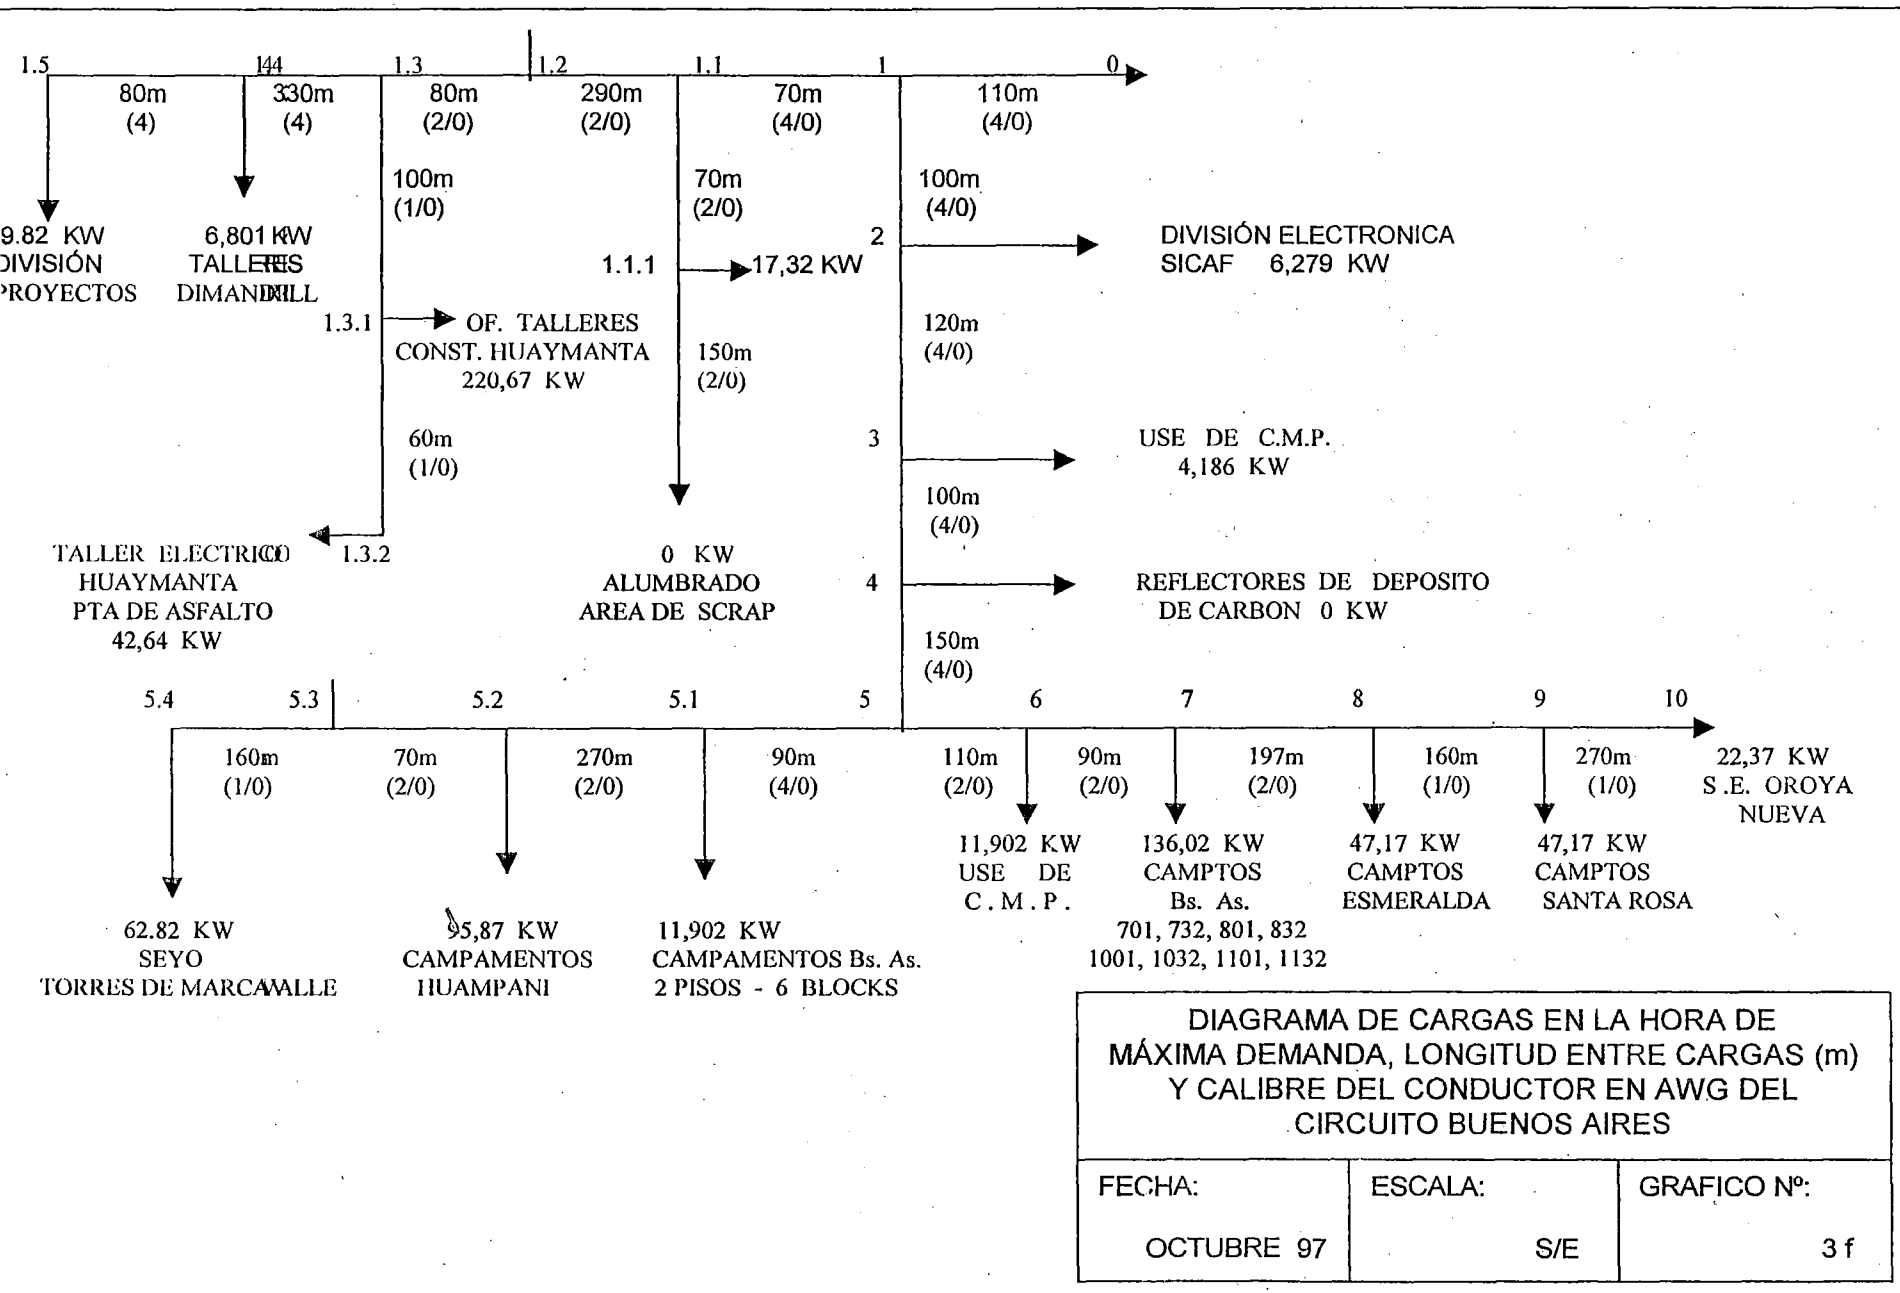 1.5 144 1.3 1.2 1.1 1 0
80m 330m 80m 290m 70m 110m
(4) (4) (2/0) (2/0) (4/0) (4/0)
100m 70m 100m
(1/0) (2/0) (4/0)
9.82 KW 6,801 KW 2 DIVISIÓN ELECTRONICA
DIVISIÓN TALLERES 1.1.1 17,32 KW SICAF 6,279 KW
PROYECTOS
1.3.1 OF. TALLERES 120m
CONST. HUAYMANTA 150m (4/0)
220,67 KW (2/0)
60m 3 USE DE C.M.P.
(1/0) 4,186 KW
100m
(4/0)
TALLER ELECTRICO 1.3.2 0 KW
HUAYMANTA ALUMBRADO 4 REFLECTORES DE DEPOSITO
PTA DE ASFALTO AREA DE SCRAP DE CARBON 0 KW
42,64 KW 150m
(4/0)
5.4 5.3 5.2 5.1 5 6 7 8 9 10
160m 70m 270m 90m 110m 90m 197m 160m 270m 22,37 KW
(1/0) (2/0) (2/0) (4/0) (2/0) (2/0) (2/0) (1/0) (1/0) S.E. OROYA
NUEVA
11,902 KW 136,02 KW 47,17 KW 47,17 KW
USE DE CAMPTOS CAMPTOS CAMPTOS
C.M.P. Bs. As. ESMERALDA SANTA ROSA
701, 732, 801, 832
1001, 1032, 1101, 1132
62.82 KW 95,87 KW 11,902 KW
SEYO CAMPAMENTOS CAMPAMENTOS Bs. As.
TORRES DE MARCAVALLE HUAMPANI 2 PISOS - 6 BLOCKS
DIAGRAMA DE CARGAS EN LA HORA DE
MÁXIMA DEMANDA, LONGITUD ENTRE CARGAS (m)
Y CALIBRE DEL CONDUCTOR EN AWG DEL
CIRCUITO BUENOS AIRES
FECHA: ESCALA: GRAFICO Nº:
OCTUBRE 97 S/E 3 f